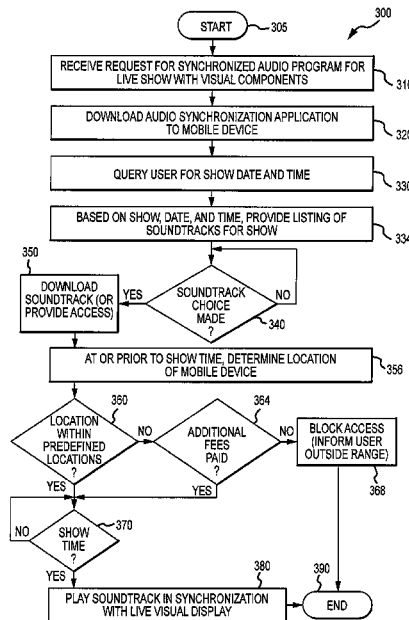 300
START
305
RECEIVE REQUEST FOR SYNCHRONIZED AUDIO PROGRAM FOR
LIVE SHOW WITH VISUAL COMPONENTS
310
DOWNLOAD AUDIO SYNCHRONIZATION APPLICATION
TO MOBILE DEVICE
320
QUERY USER FOR SHOW DATE AND TIME
330
BASED ON SHOW, DATE, AND TIME, PROVIDE LISTING OF
SOUNDTRACKS FOR SHOW
334
350
DOWNLOAD
SOUNDTRACK (OR
PROVIDE ACCESS)
YES
SOUNDTRACK
CHOICE
MADE
?
NO
340
AT OR PRIOR TO SHOW TIME, DETERMINE LOCATION
OF MOBILE DEVICE
356
360
LOCATION
WITHIN
PREDEFINED
LOCATIONS
?
NO
YES
364
ADDITIONAL
FEES
PAID
?
NO
YES
BLOCK ACCESS
(INFORM USER
OUTSIDE RANGE)
368
370
NO
SHOW
TIME
?
YES
380
PLAY SOUNDTRACK IN SYNCHRONIZATION
WITH LIVE VISUAL DISPLAY
390
END